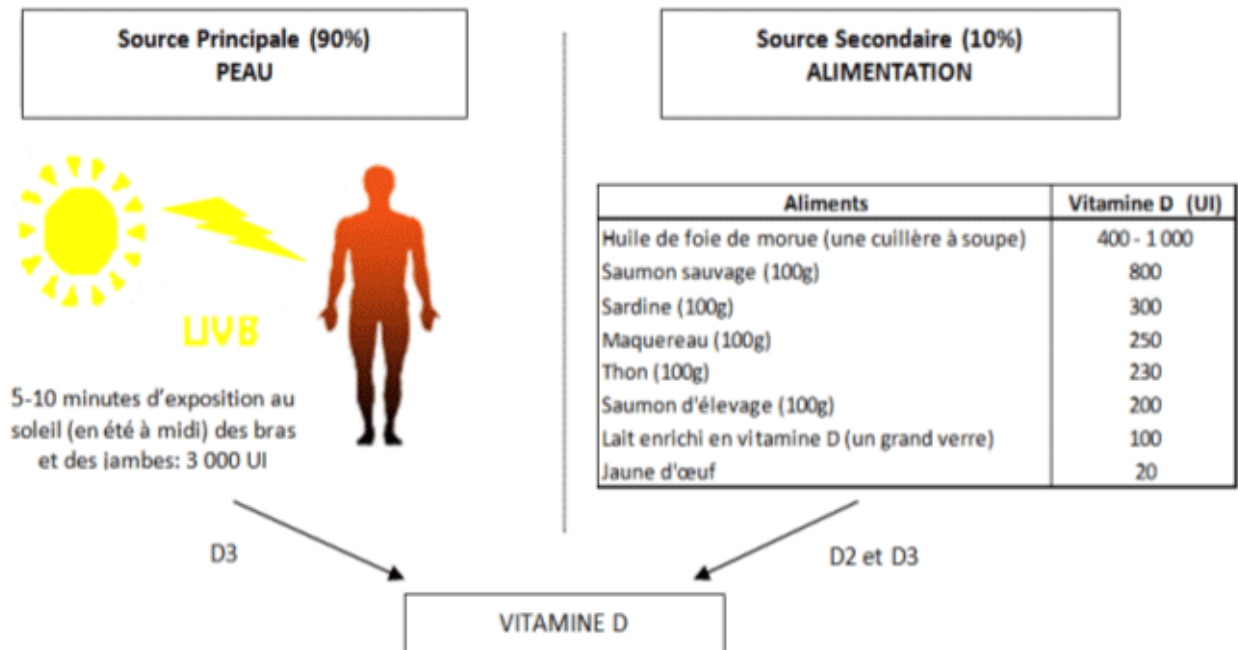 Source Principale (90%)
PEAU
Source Secondaire (10%)
ALIMENTATION
UVB
5-10 minutes d'exposition au
soleil (en été à midi) des bras
et des jambes: 3 000 UI
Aliments Vitamine D (UI)
Huile de foie de morue (une cuillère à soupe) 400 - 1 000
Saumon sauvage (100g) 800
Sardine (100g) 300
Maquereau (100g) 250
Thon (100g) 230
Saumon d'élevage (100g) 200
Lait enrichi en vitamine D (un grand verre) 100
Jaune d'œuf 20
D3
D2 et D3
VITAMINE D